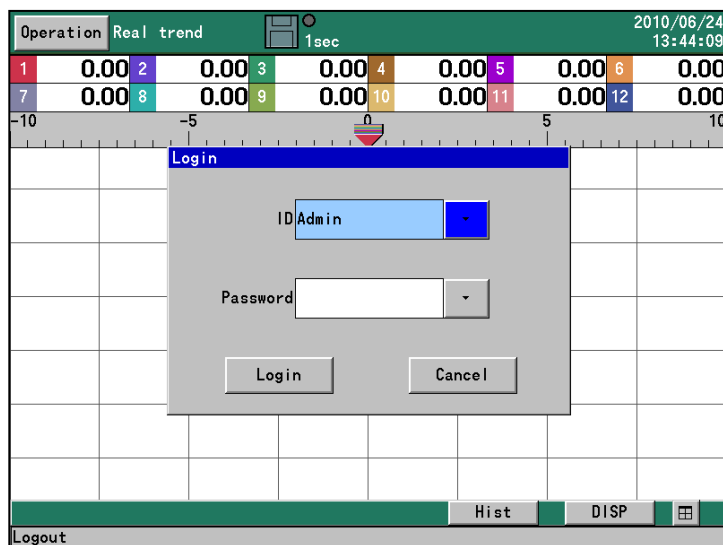 Operation Real trend 1sec 2010/06/24
13:44:09
1 0.00 2 0.00 3 0.00 4 0.00 5 0.00 6 0.00
7 0.00 8 0.00 9 0.00 10 0.00 11 0.00 12 0.00
-10 -5 0 5 10
Login
ID Admin
Password
Login Cancel
Hist DISP
Logout